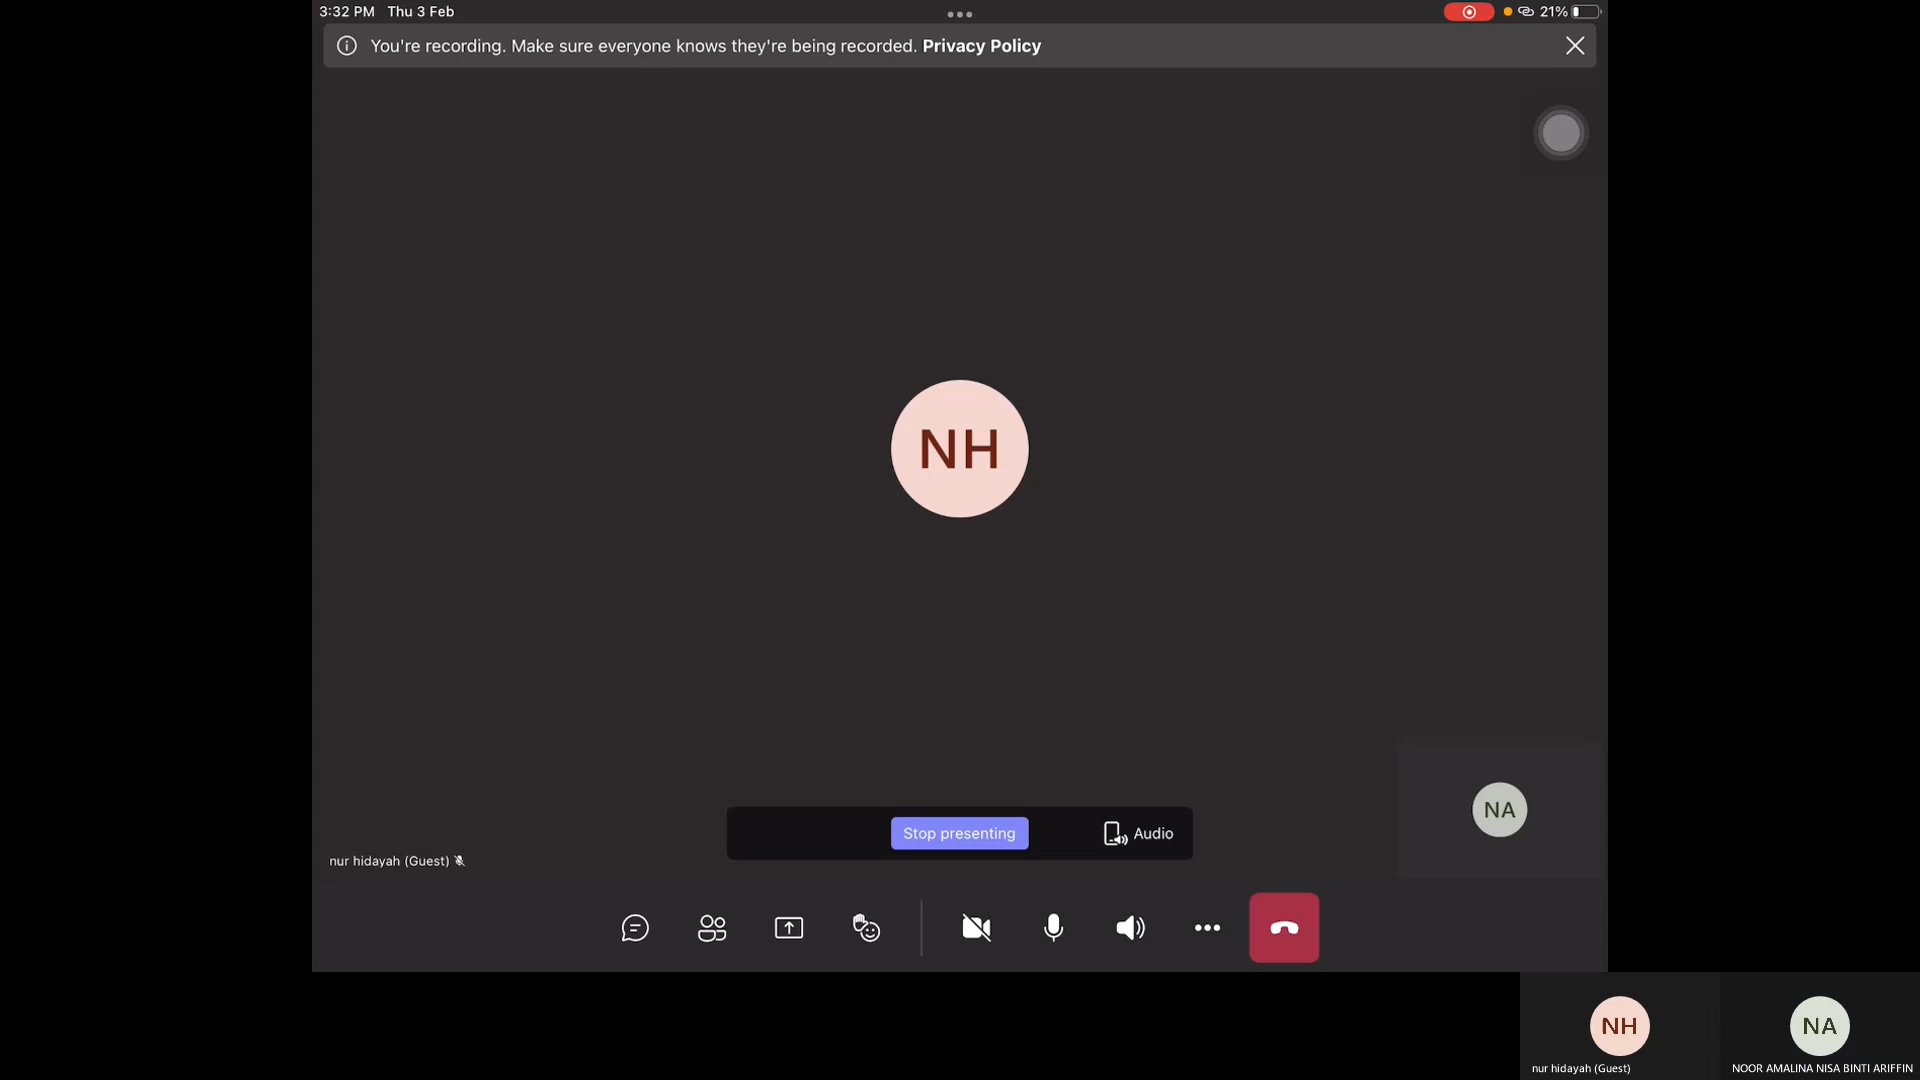 3:32 PM Thu 3 Feb
21%
You're recording. Make sure everyone knows they're being recorded. Privacy Policy
NH
NA
Stop presenting
Audio
nur hidayah (Guest)
NH
NA
nur hidayah (Guest)
NOOR AMALINA NISA BINTI ARIFFIN